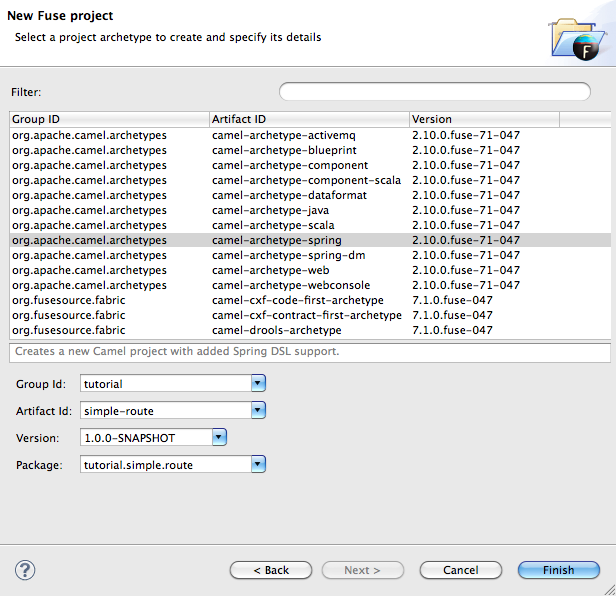 New Fuse project
Select a project archetype to create and specify its details
F
Filter:
Group ID Artifact ID Version
org.apache.camel.archetypes camel-archetype-activemq 2.10.0.fuse-71-047
org.apache.camel.archetypes camel-archetype-blueprint 2.10.0.fuse-71-047
org.apache.camel.archetypes camel-archetype-component 2.10.0.fuse-71-047
org.apache.camel.archetypes camel-archetype-component-scala 2.10.0.fuse-71-047
org.apache.camel.archetypes camel-archetype-dataformat 2.10.0.fuse-71-047
org.apache.camel.archetypes camel-archetype-java 2.10.0.fuse-71-047
org.apache.camel.archetypes camel-archetype-scala 2.10.0.fuse-71-047
org.apache.camel.archetypes camel-archetype-spring 2.10.0.fuse-71-047
org.apache.camel.archetypes camel-archetype-spring-dm 2.10.0.fuse-71-047
org.apache.camel.archetypes camel-archetype-web 2.10.0.fuse-71-047
org.apache.camel.archetypes camel-archetype-webconsole 2.10.0.fuse-71-047
org.fusesource.fabric camel-cxf-code-first-archetype 7.1.0.fuse-047
org.fusesource.fabric camel-cxf-contract-first-archetype 7.1.0.fuse-047
org.fusesource.fabric camel-drools-archetype 7.1.0.fuse-047
Creates a new Camel project with added Spring DSL support.
Group Id: tutorial
Artifact Id: simple-route
Version: 1.0.0-SNAPSHOT
Package: tutorial.simple.route
? < Back Next > Cancel Finish